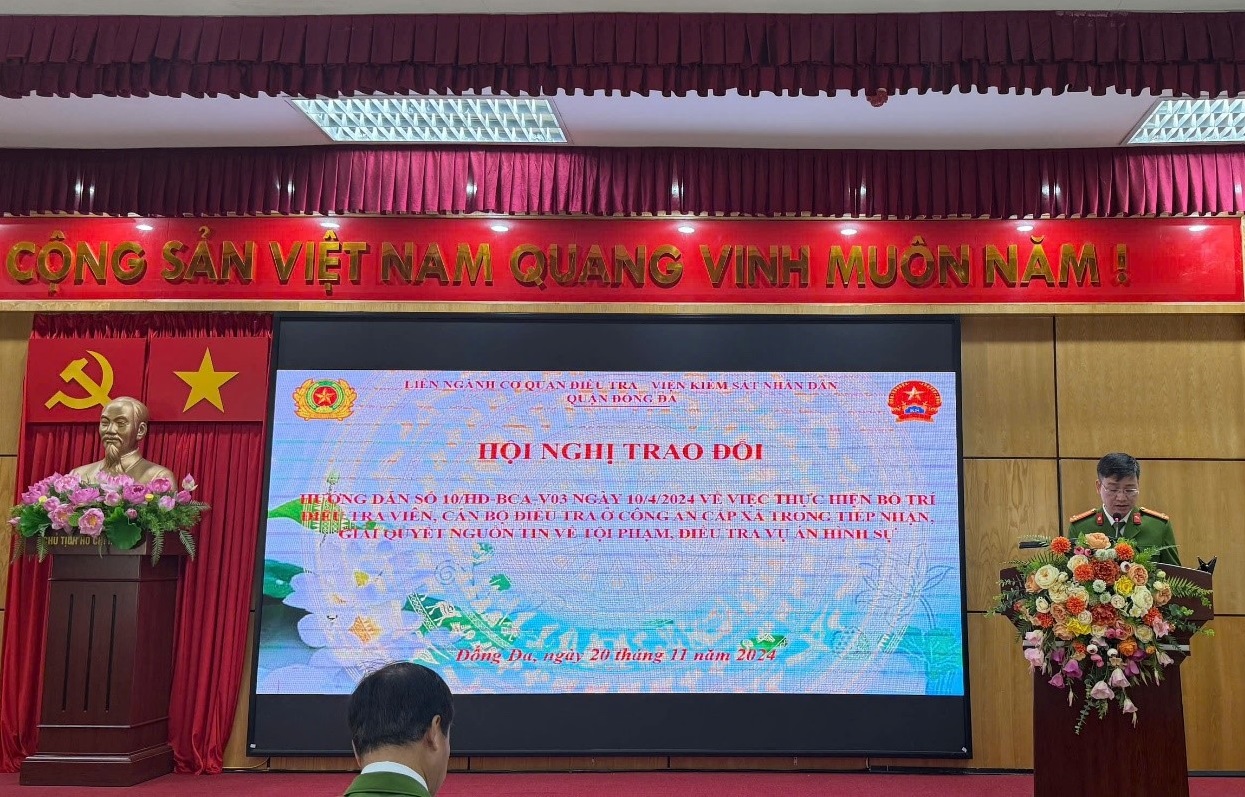 CỘNG SẢN VIỆT NAM QUANG VINH MUÔN NĂM !
LIÊN NGÀNH CƠ QUAN ĐIỀU TRA - VIỆN KIỂM SÁT NHÂN DÂN
QUẬN ĐỐNG ĐA
HỘI NGHỊ TRAO ĐỔI
HƯỚNG DẪN SỐ 10/HD-BCA-V03 NGÀY 10/4/2024 VỀ VIỆC THỰC HIỆN BỐ TRÍ
ĐIỀU TRA VIÊN, CÁN BỘ ĐIỀU TRA Ở CÔNG AN CẤP XÃ TRONG TIẾP NHẬN,
GIẢI QUYẾT NGUỒN TIN VỀ TỘI PHẠM, ĐIỀU TRA VỤ ÁN HÌNH SỰ
Đống Đa, ngày 20 tháng 11 năm 2024
CHỦ TỊCH HỒ CHÍ